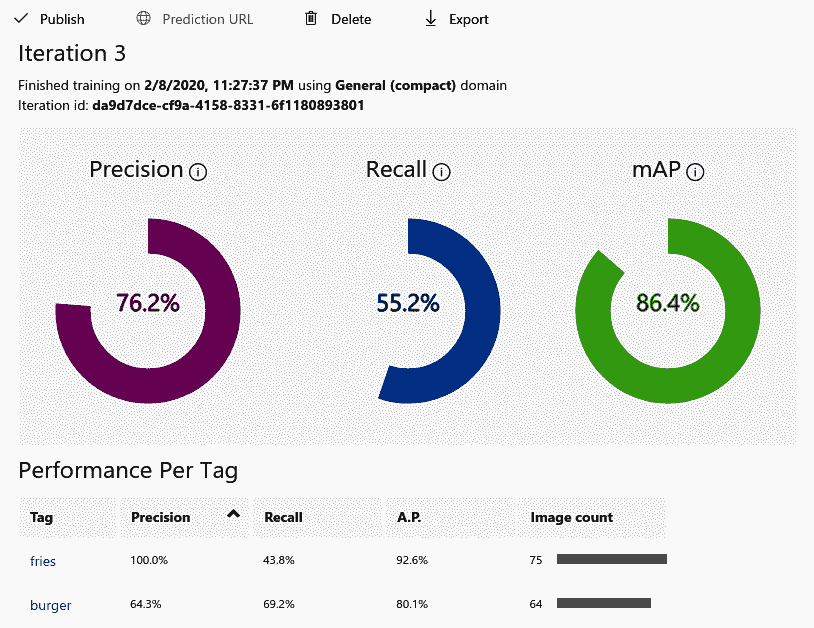 Publish Prediction URL Delete Export
Iteration 3
Finished training on 2/8/2020, 11:27:37 PM using General (compact) domain
Iteration id: da9d7dce-cf9a-4158-8331-6f1180893801
Precision Recall mAP
76.2% 55.2% 86.4%
Performance Per Tag
Tag Precision Recall A.P. Image count
fries 100.0% 43.8% 92.6% 75
burger 64.3% 69.2% 80.1% 64